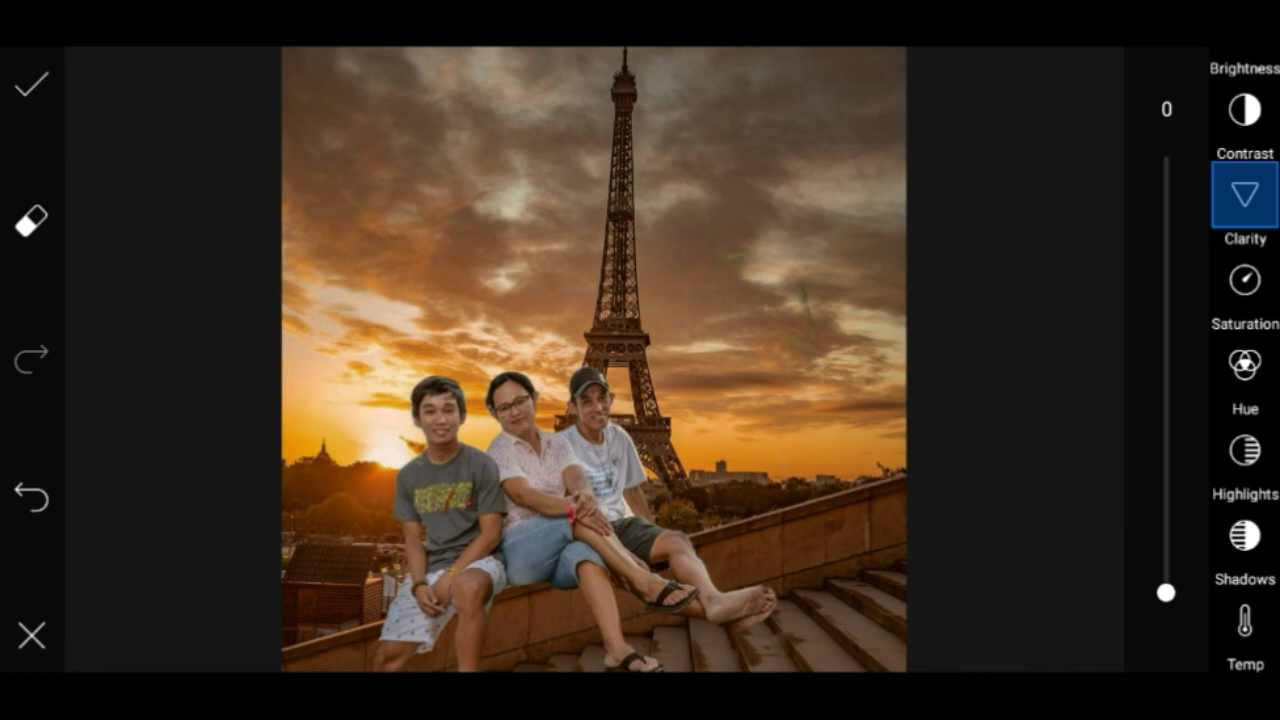 Brightness
0
Contrast
Clarity
Saturation
Hue
Highlights
Shadows
Temp